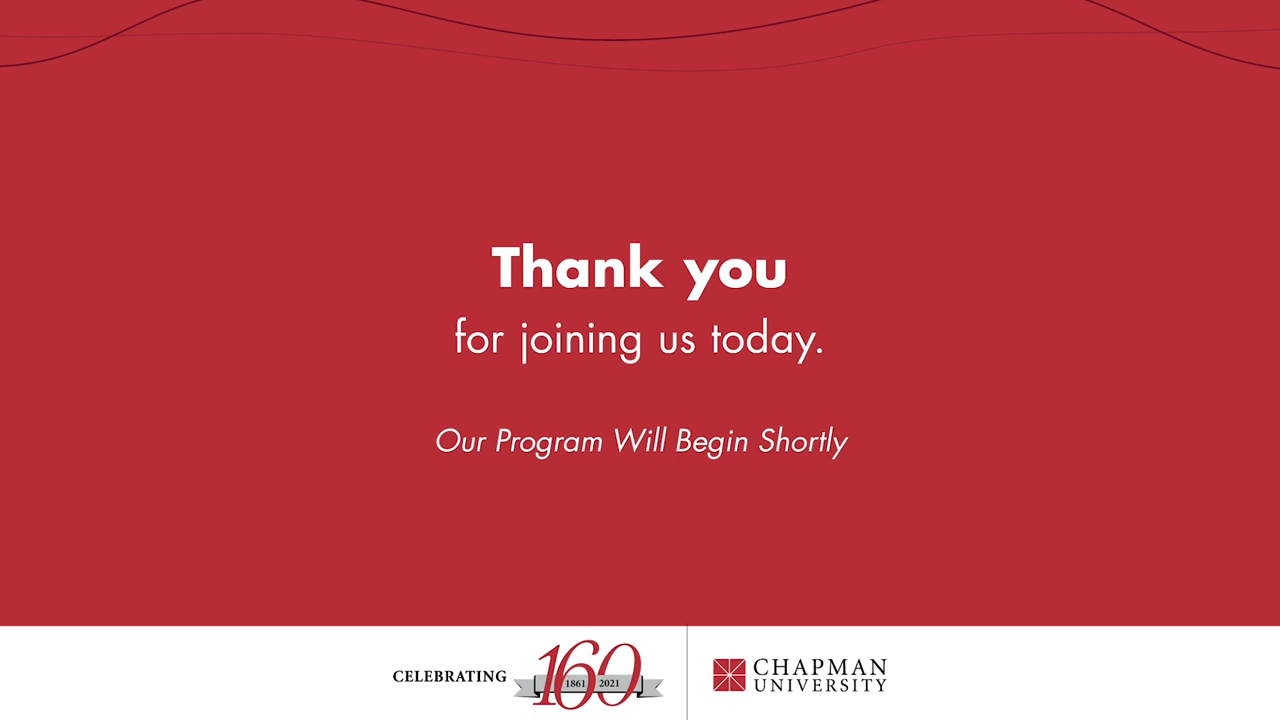 Thank you
for joining us today.
Our Program Will Begin Shortly
CELEBRATING
160
1861 2021
CHAPMAN
UNIVERSITY